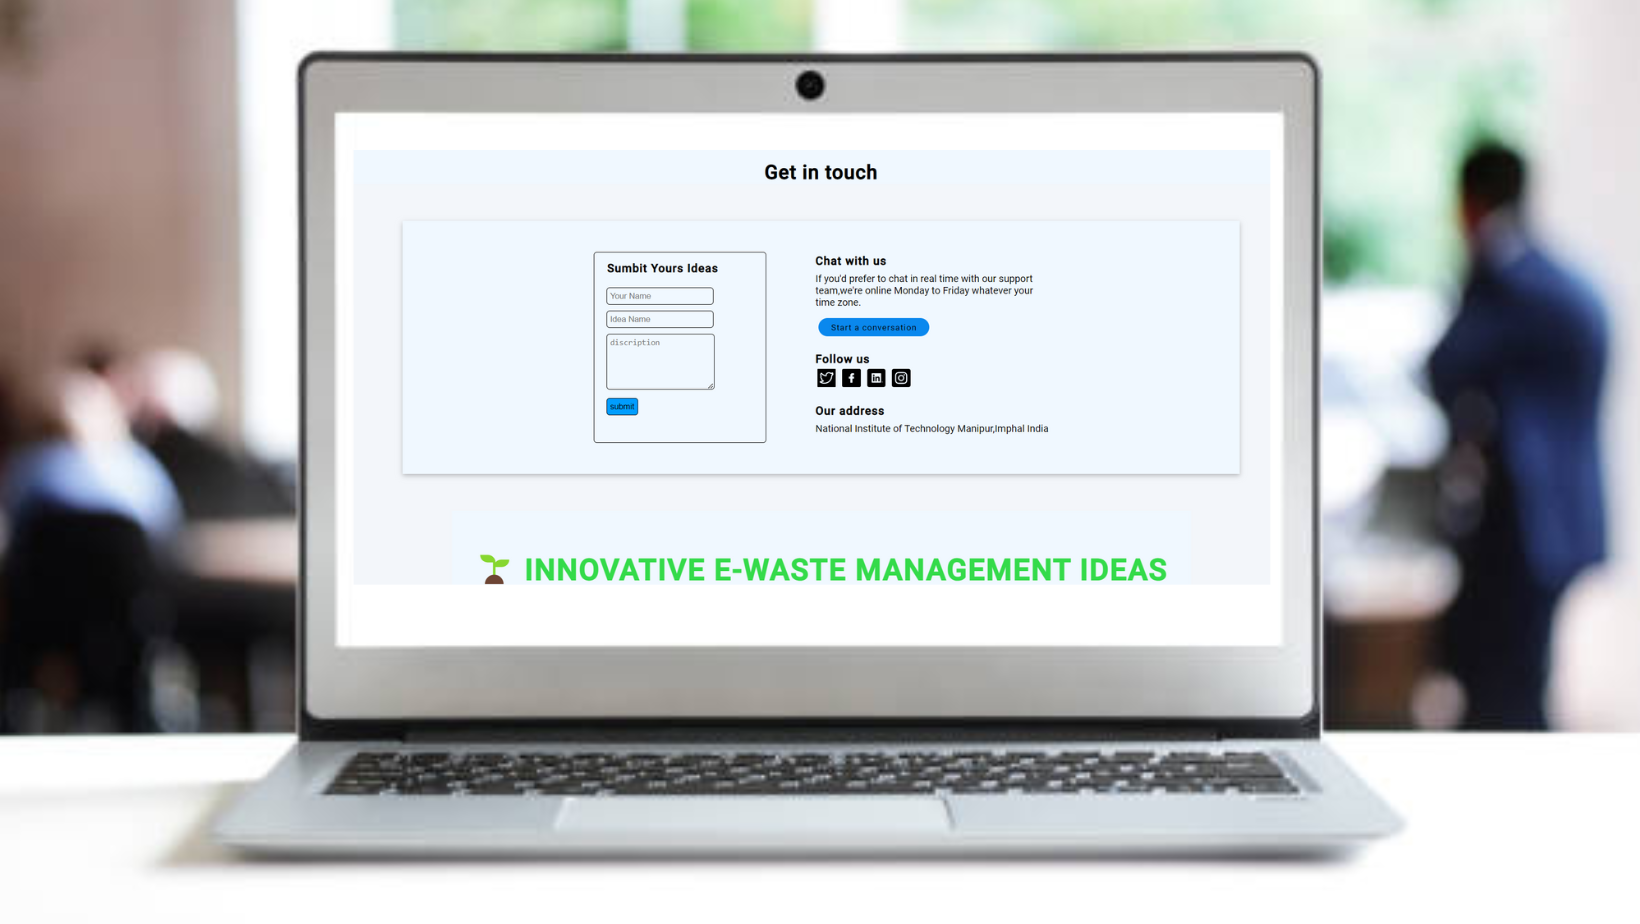 Get in touch
Sumbit Yours Ideas
Your Name
Idea Name
discription
submit
Chat with us
If you'd prefer to chat in real time with our support
team,we're online Monday to Friday whatever your
time zone.
Start a conversation
Follow us
Our address
National Institute of Technology Manipur,Imphal India
INNOVATIVE E-WASTE MANAGEMENT IDEAS